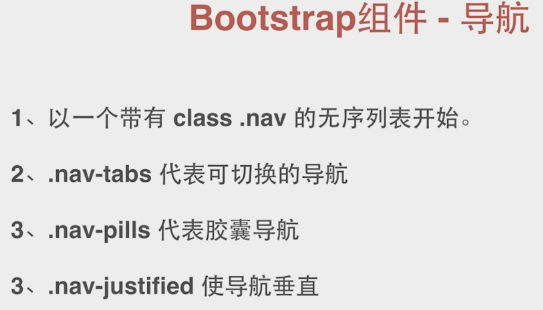 Bootstrap组件 - 导航
1、以一个带有 class .nav 的无序列表开始。
2、.nav-tabs 代表可切换的导航
3、.nav-pills 代表胶囊导航
3、.nav-justified 使导航垂直